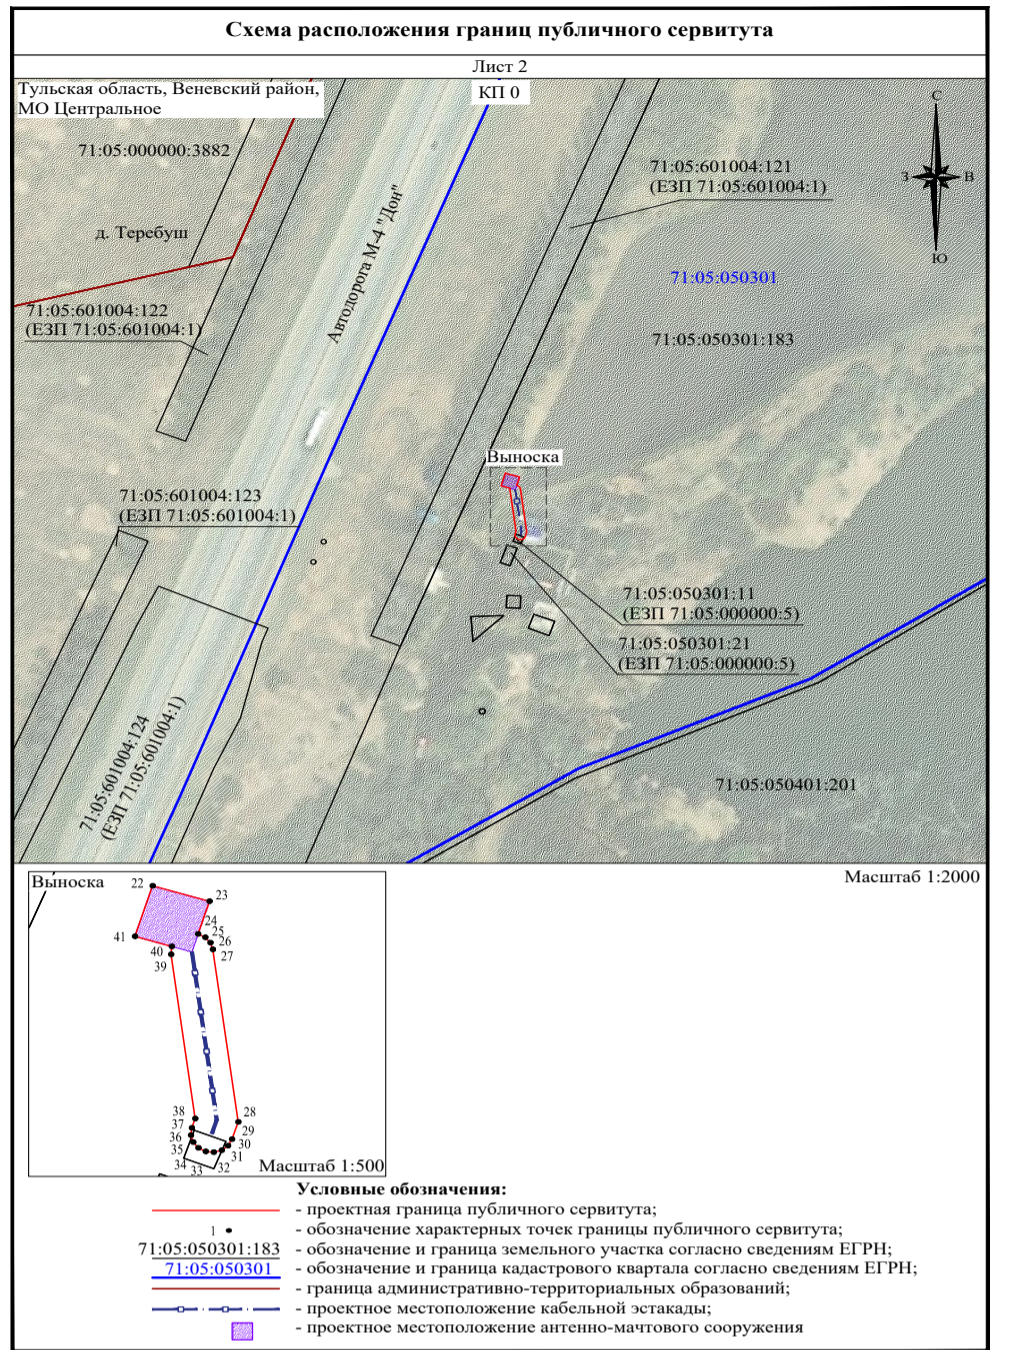 Схема расположения границ публичного сервитута
Лист 2
Тульская область, Веневский район,
МО Центральное
КП 0
71:05:000000:3882
д. Теребуш
71:05:601004:122
(ЕЗП 71:05:601004:1)
Автодорога М-4 "Дон"
71:05:601004:121
(ЕЗП 71:05:601004:1)
С
З
В
Ю
71:05:050301
71:05:050301:183
Выноска
71:05:601004:123
(ЕЗП 71:05:601004:1)
71:05:050301:11
(ЕЗП 71:05:000000:5)
71:05:050301:21
(ЕЗП 71:05:000000:5)
71:05:601004:124
(ЕЗП 71:05:601004:1)
71:05:050401:201
Масштаб 1:2000
Выноска
22
23
24
25
26
27
41
40
39
38
37
36
35
34
33
32
31
30
29
28
Масштаб 1:500
Условные обозначения:
- проектная граница публичного сервитута;
1 - обозначение характерных точек границы публичного сервитута;
71:05:050301:183 - обозначение и граница земельного участка согласно сведениям ЕГРН;
71:05:050301 - обозначение и граница кадастрового квартала согласно сведениям ЕГРН;
- граница административно-территориальных образований;
- проектное местоположение кабельной эстакады;
- проектное местоположение антенно-мачтового сооружения